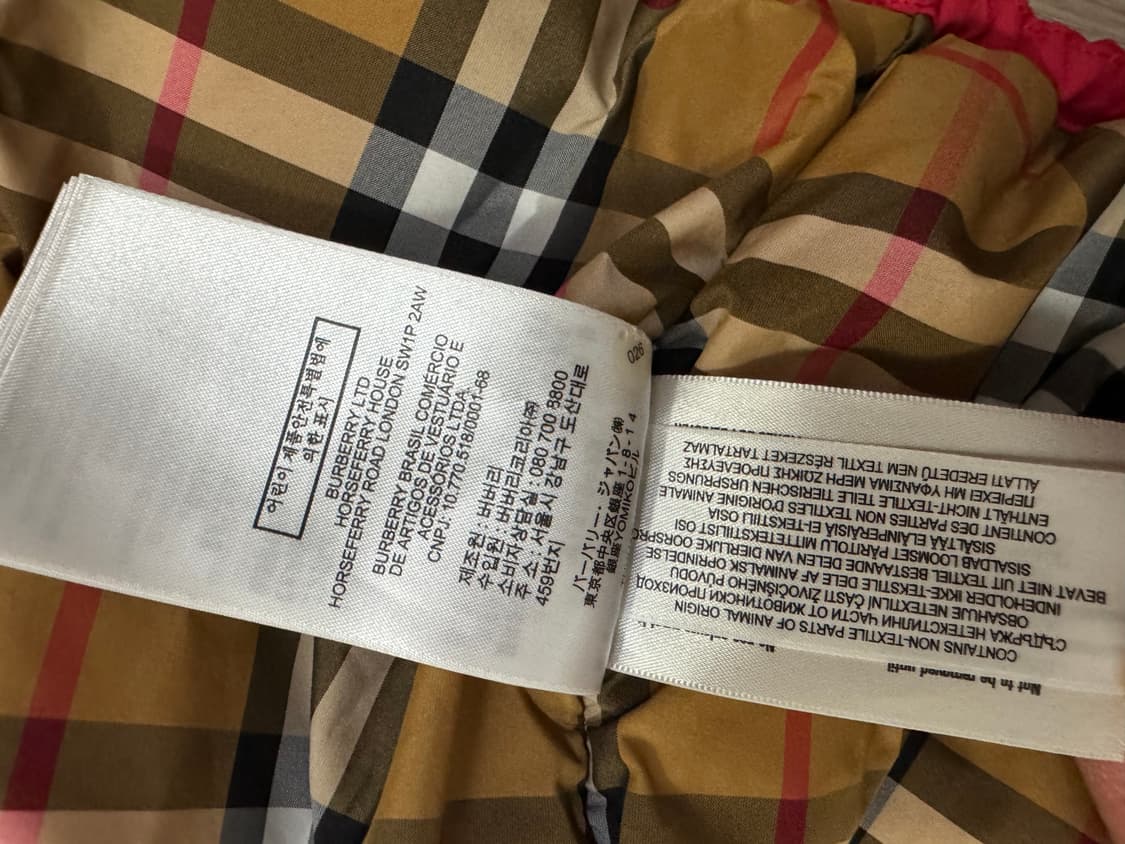 어린이 제품안전특별법에
의한 표시
BURBERRY LTD
HORSEFERRY HOUSE
HORSEFERRY ROAD LONDON SW1P 2AW
BURBERRY BRASIL COMERCIO
DE ARTIGOS DE VESTUÁRIO E
ACESSORIOS LTDA.
CNPJ: 10.770.518/0001-68
제조원 : 버버리
수입원 : 버버리코리아㈜
소비자상담실 :080 700 8800
주 소 : 서울시 강남구 도산대로
459번지
バーバリー・ジャパン㈱
東京都中央区銀座 1-8-14
銀座YOMIKOビル
026
CONTAINS NON-TEXTILE PARTS OF ANIMAL ORIGIN
СЪДЪРЖА НЕТЕКСТИЛНИ ЧАСТИ ОТ ЖИВОТИНСКИ ПРОИЗХОД
OBSAHUJE NETEXTILNÍ ČÁSTI ŽIVOČIŠNÉHO PŮVODU
INDEHOLDER IKKE-TEKSTILE DELE AF ANIMALSK OPRINDELSE
BEVAT NIET UIT TEXTIEL BESTAANDE DELEN VAN DIERLIJKE OORSPRO
SISALDAB LOOMSET PÄRITOLU MITTETEKSTIILIST OSI
SISÄLTÄÄ ELÄINPERÄISIÄ EI-TEKSTIILI OSIA
CONTIENT DES PARTIES NON TEXTILES D'ORIGINE ANIMALE
ENTHÄLT NICHT-TEXTILE TEILE TIERISCHEN URSPRUNGS
ΠΕΡΙΕΧΕΙ ΜΗ ΥΦΑΝΣΙΜΑ ΜΕΡΗ ΖΩΙΚΗΣ ΠΡΟΕΛΕΥΣΗΣ
ÁLLATI EREDETŰ NEM TEXTIL RÉSZEKET TARTALMAZ
Not to be removed until